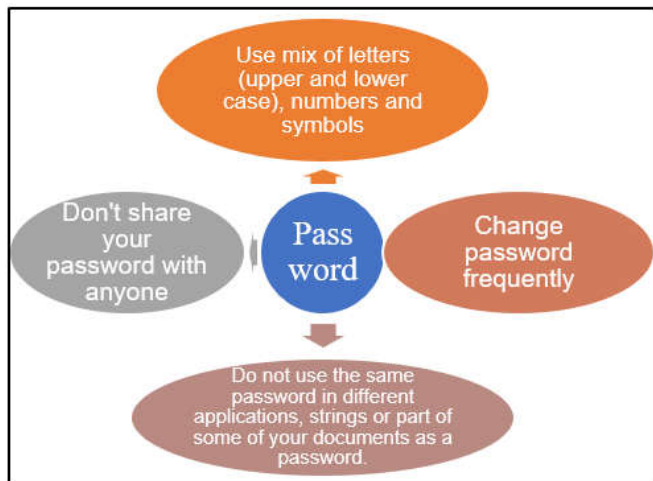 Use mix of letters
(upper and lower
case), numbers and
symbols
Don't share
your
password with
anyone
Pass
word
Change
password
frequently
Do not use the same
password in different
applications, strings or part of
some of your documents as a
password.